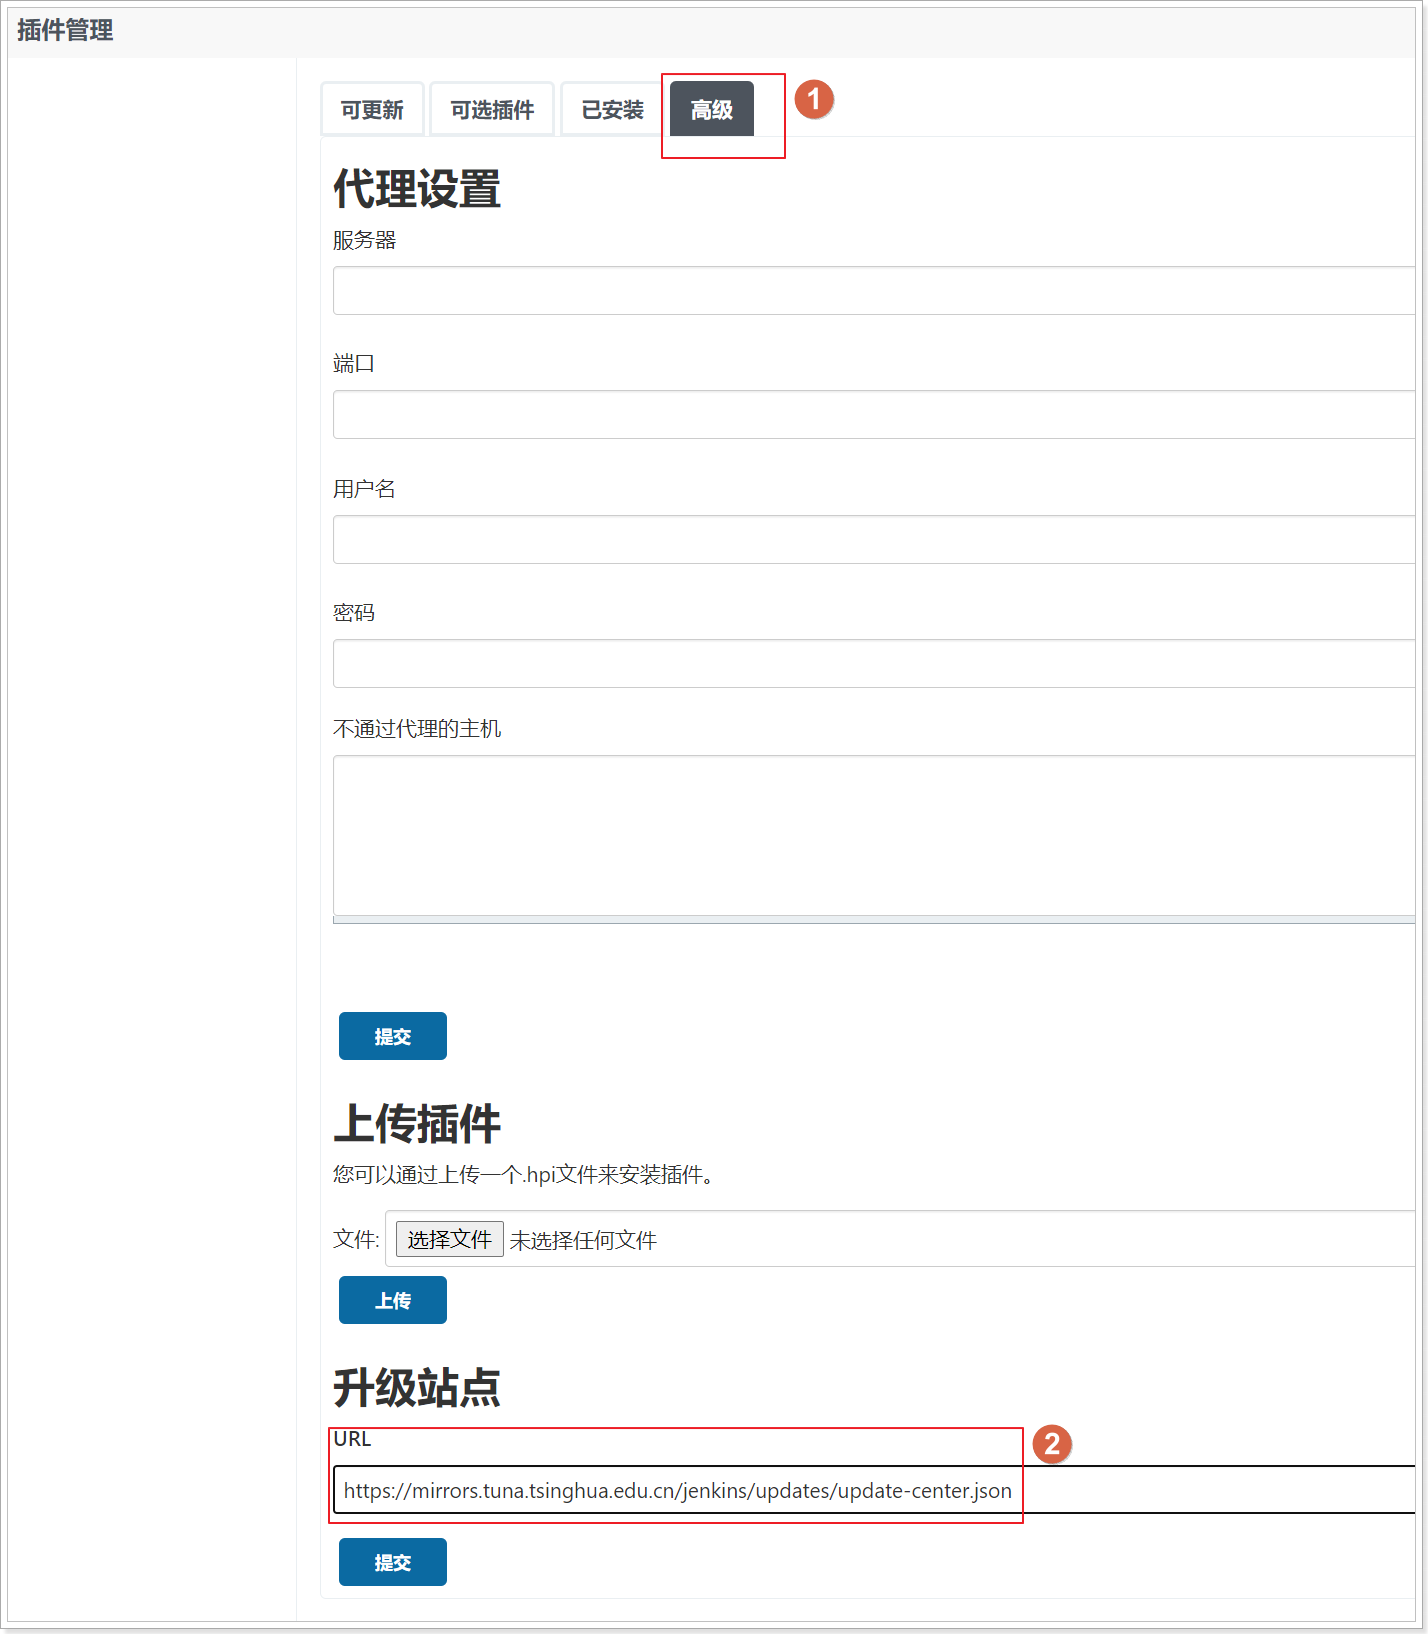 插件管理
可更新 可选插件 已安装 高级 1
代理设置
服务器
端口
用户名
密码
不通过代理的主机
提交
上传插件
您可以通过上传一个.hpi文件来安装插件。
文件: 选择文件 未选择任何文件
上传
升级站点
URL 2
https://mirrors.tuna.tsinghua.edu.cn/jenkins/updates/update-center.json
提交